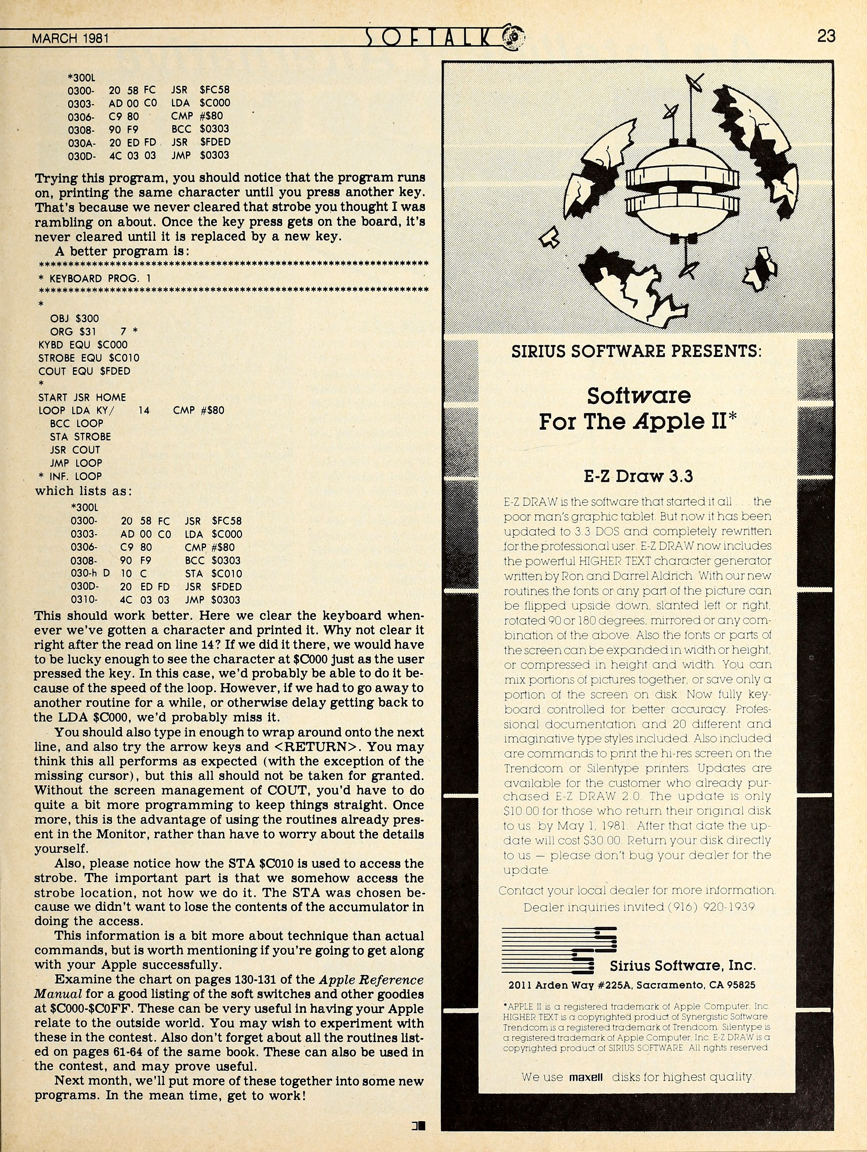 MARCH 1981
SOFTALK
23
*300L
0300- 20 58 FC JSR $FC58
0303- AD 00 C0 LDA $C000
0306- C9 80 CMP #$80
0308- 90 F9 BCC $0303
030A- 20 ED FD JSR $FDED
030D- 4C 03 03 JMP $0303
Trying this program, you should notice that the program runs
on, printing the same character until you press another key.
That's because we never cleared that strobe you thought I was
rambling on about. Once the key press gets on the board, it's
never cleared until it is replaced by a new key.
A better program is:
******************************************************************
* KEYBOARD PROG. 1
******************************************************************
*
OBJ $300
ORG $31 7 *
KYBD EQU $C000
STROBE EQU $C010
COUT EQU $FDED
*
START JSR HOME
LOOP LDA KY/ 14 CMP #$80
BCC LOOP
STA STROBE
JSR COUT
JMP LOOP
* INF. LOOP
which lists as:
*300L
0300- 20 58 FC JSR $FC58
0303- AD 00 C0 LDA $C000
0306- C9 80 CMP #$80
0308- 90 F9 BCC $0303
030-h D 10 C STA $C010
030D- 20 ED FD JSR $FDED
0310- 4C 03 03 JMP $0303
This should work better. Here we clear the keyboard when-
ever we've gotten a character and printed it. Why not clear it
right after the read on line 14? If we did it there, we would have
to be lucky enough to see the character at $C000 just as the user
pressed the key. In this case, we'd probably be able to do it be-
cause of the speed of the loop. However, if we had to go away to
another routine for a while, or otherwise delay getting back to
the LDA $C000, we'd probably miss it.
You should also type in enough to wrap around onto the next
line, and also try the arrow keys and <RETURN>. You may
think this all performs as expected (with the exception of the
missing cursor), but this all should not be taken for granted.
Without the screen management of COUT, you'd have to do
quite a bit more programming to keep things straight. Once
more, this is the advantage of using the routines already pres-
ent in the Monitor, rather than have to worry about the details
yourself.
Also, please notice how the STA $C010 is used to access the
strobe. The important part is that we somehow access the
strobe location, not how we do it. The STA was chosen be-
cause we didn't want to lose the contents of the accumulator in
doing the access.
This information is a bit more about technique than actual
commands, but is worth mentioning if you're going to get along
with your Apple successfully.
Examine the chart on pages 130-131 of the Apple Reference
Manual for a good listing of the soft switches and other goodies
at $C000-$C0FF. These can be very useful in having your Apple
relate to the outside world. You may wish to experiment with
these in the contest. Also don't forget about all the routines list-
ed on pages 61-64 of the same book. These can also be used in
the contest, and may prove useful.
Next month, we'll put more of these together into some new
programs. In the mean time, get to work!
SIRIUS SOFTWARE PRESENTS:
Software
For The Apple II*
E-Z Draw 3.3
E-Z DRAW is the software that started it all . . . the
poor man's graphic tablet. But now it has been
updated to 3.3 DOS and completely rewritten
for the professional user. E-Z DRAW now includes
the powerful HIGHER TEXT character generator
written by Ron and Darrel Aldrich. With our new
routines the fonts or any part of the picture can
be flipped upside down, slanted left or right,
rotated 90 or 180 degrees, mirrored or any com-
bination of the above. Also the fonts or parts of
the screen can be expanded in width or height,
or compressed in height and width. You can
mix portions of pictures together, or save only a
portion of the screen on disk. Now fully key-
board controlled for better accuracy. Profes-
sional documentation and 20 different and
imaginative type styles included. Also included
are commands to print the hi-res screen on the
Trendcom or Silentype printers. Updates are
available for the customer who already pur-
chased E-Z DRAW 2.0. The update is only
$10.00 for those who return their original disk
to us by May 1, 1981. After that date the up-
date will cost $30.00. Return your disk directly
to us — please don't bug your dealer for the
update.
Contact your local dealer for more information.
Dealer inquiries invited (916) 920-1939
Sirius Software, Inc.
2011 Arden Way #225A, Sacramento, CA 95825
*APPLE II is a registered trademark of Apple Computer, Inc.
HIGHER TEXT is a copyrighted product of Synergistic Software
Trendcom is a registered trademark of Trendcom. Silentype is
a registered trademark of Apple Computer, Inc. E-Z DRAW is a
copyrighted product of SIRIUS SOFTWARE. All rights reserved.
We use maxell disks for highest quality.